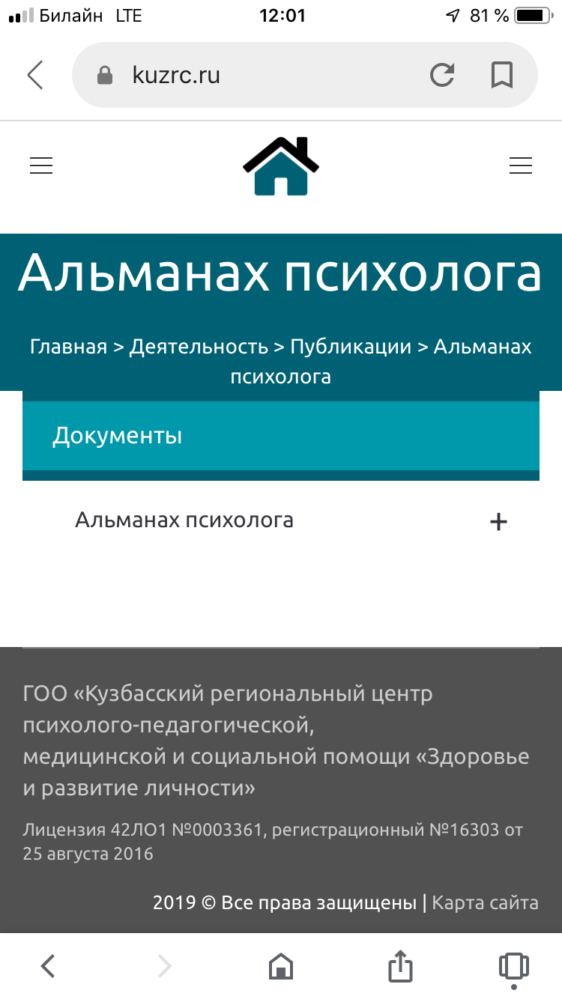 Билайн LTE 12:01 81 %
kuzrc.ru
Альманах психолога
Главная > Деятельность > Публикации > Альманах
психолога
Документы
Альманах психолога +
ГОО «Кузбасский региональный центр
психолого-педагогической,
медицинской и социальной помощи «Здоровье
и развитие личности»
Лицензия 42ЛО1 №0003361, регистрационный №16303 от
25 августа 2016
2019 © Все права защищены | Карта сайта